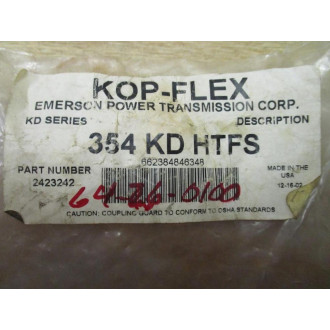 KOP-FLEX
EMERSON POWER TRANSMISSION CORP.
KD SERIES DESCRIPTION
354 KD HTFS
662384846348
PART NUMBER MADE IN THE
2423242 USA
64-26-0100 12-16-02
CAUTION: COUPLING GUARD TO CONFORM TO OSHA STANDARDS